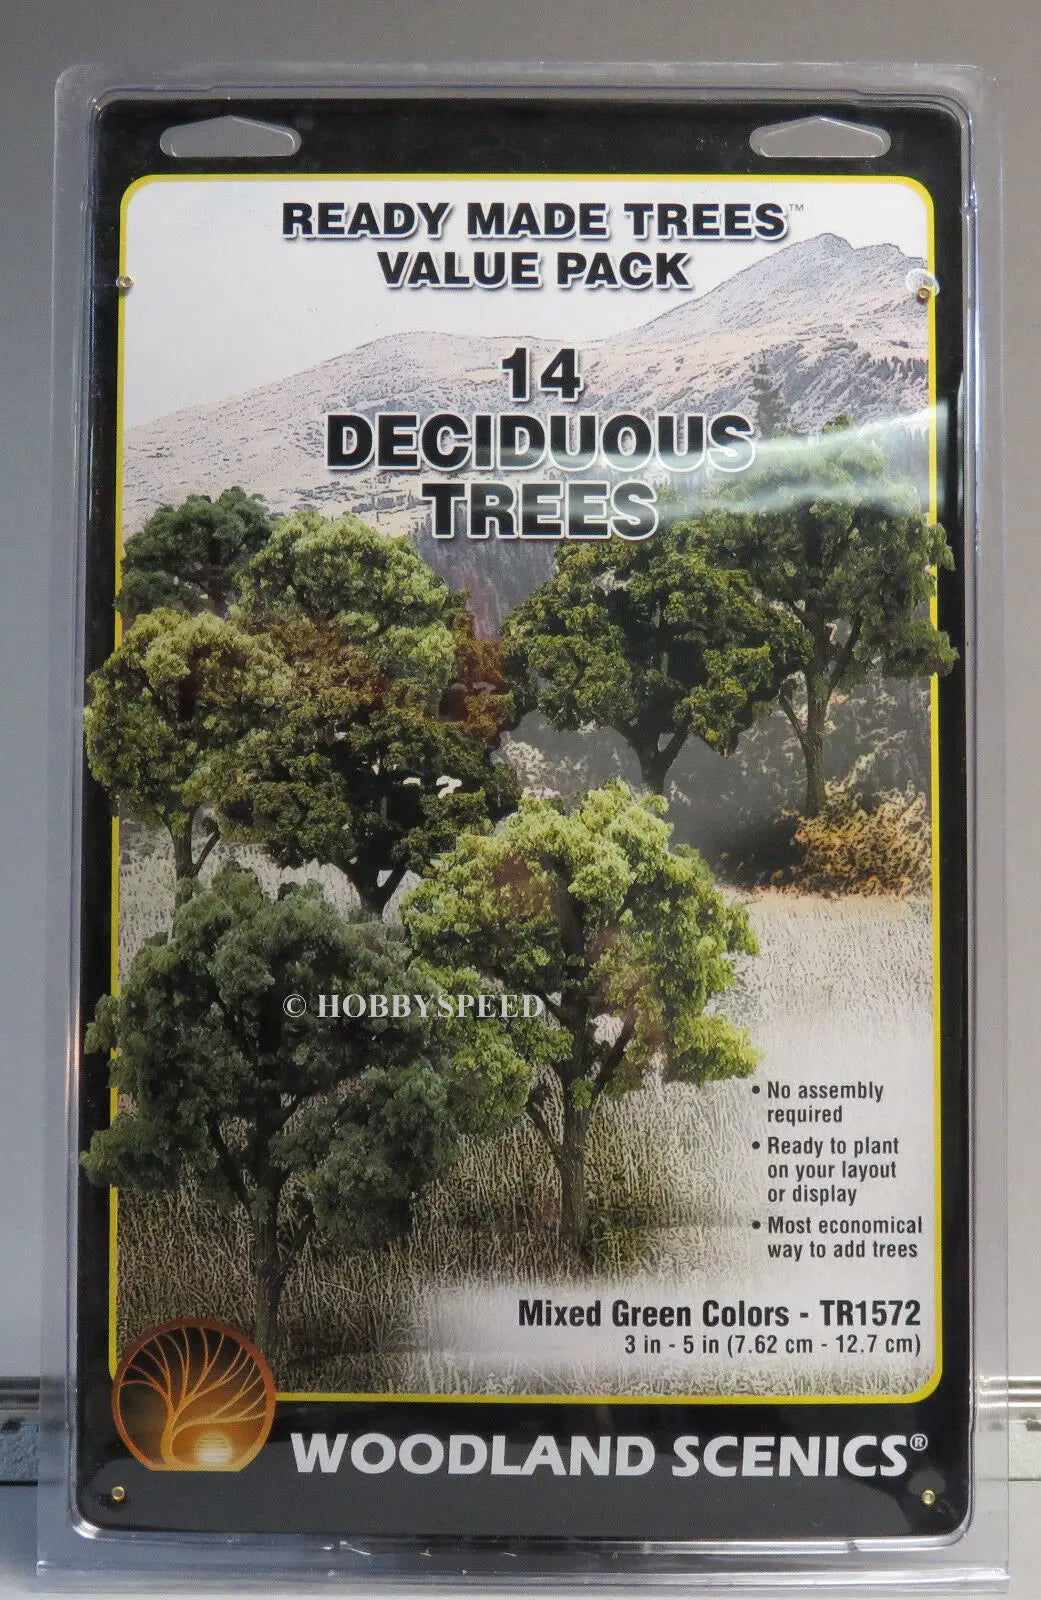 READY MADE TREES™
VALUE PACK
14
DECIDUOUS
TREES
© HOBBYSPEED
• No assembly
required
• Ready to plant
on your layout
or display
• Most economical
way to add trees
Mixed Green Colors - TR1572
3 in - 5 in (7.62 cm - 12.7 cm)
WOODLAND SCENICS®